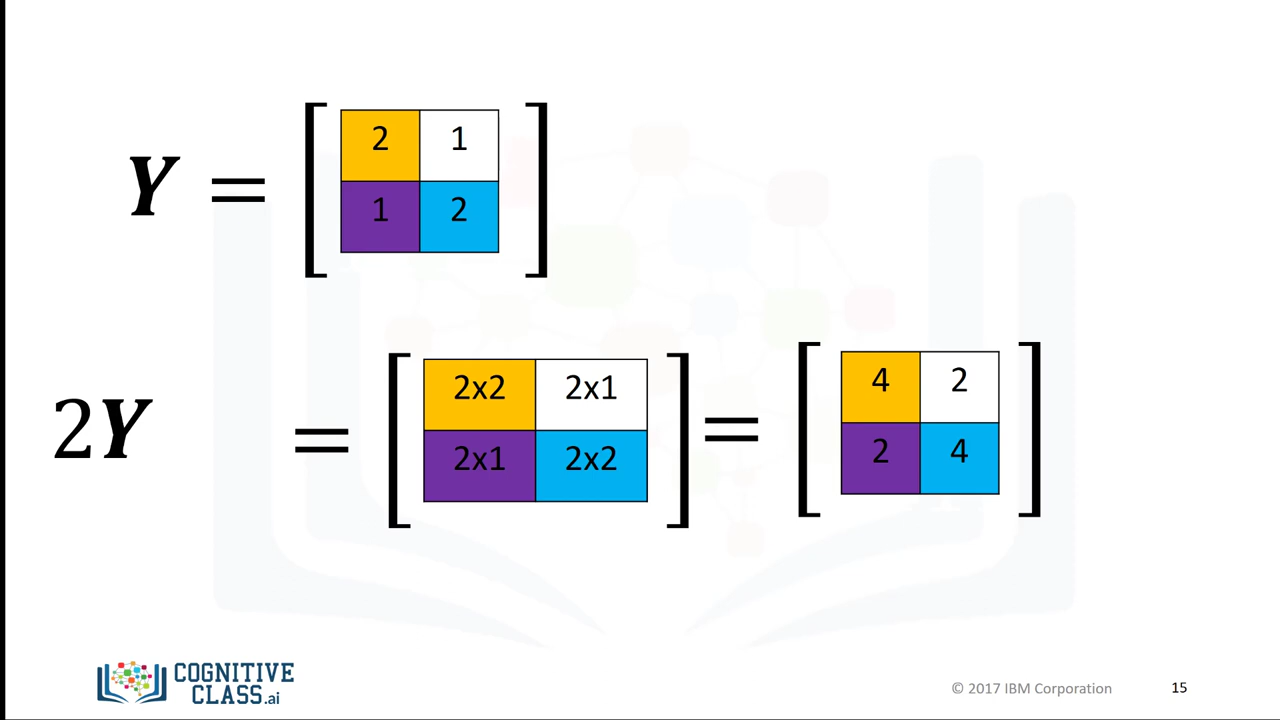 Y = [ 2 1
1 2 ]
2Y = [ 2x2 2x1
2x1 2x2 ] = [ 4 2
2 4 ]
COGNITIVE
CLASS.ai
© 2017 IBM Corporation 15